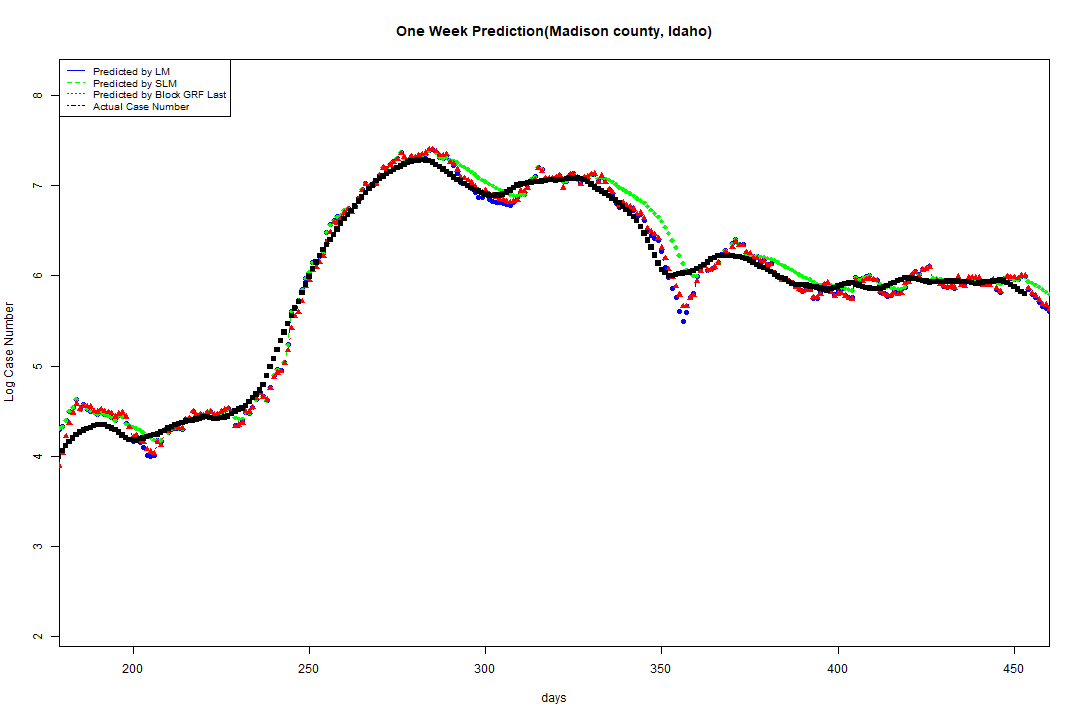 One Week Prediction(Madison county, Idaho)
Predicted by LM
Predicted by SLM
Predicted by Block GRF Last
Actual Case Number
Log Case Number
8
7
6
5
4
3
2
200 250 300 350 400 450
days